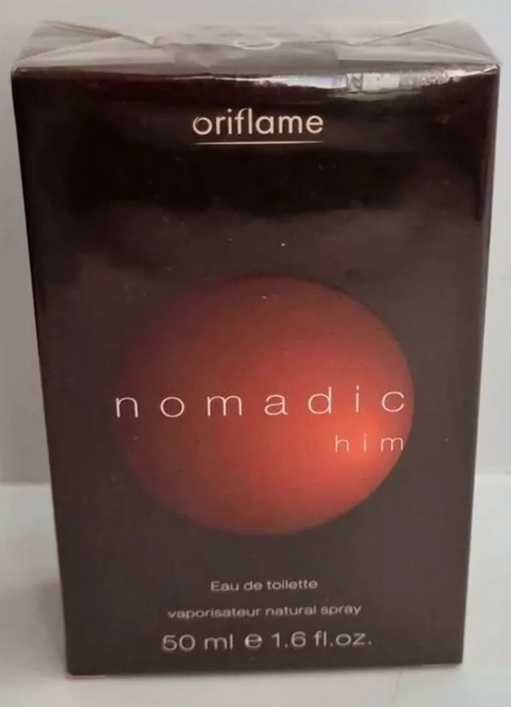 oriflame
nomadic
him
Eau de toilette
vaporisateur natural spray
50 ml e 1.6 fl.oz.